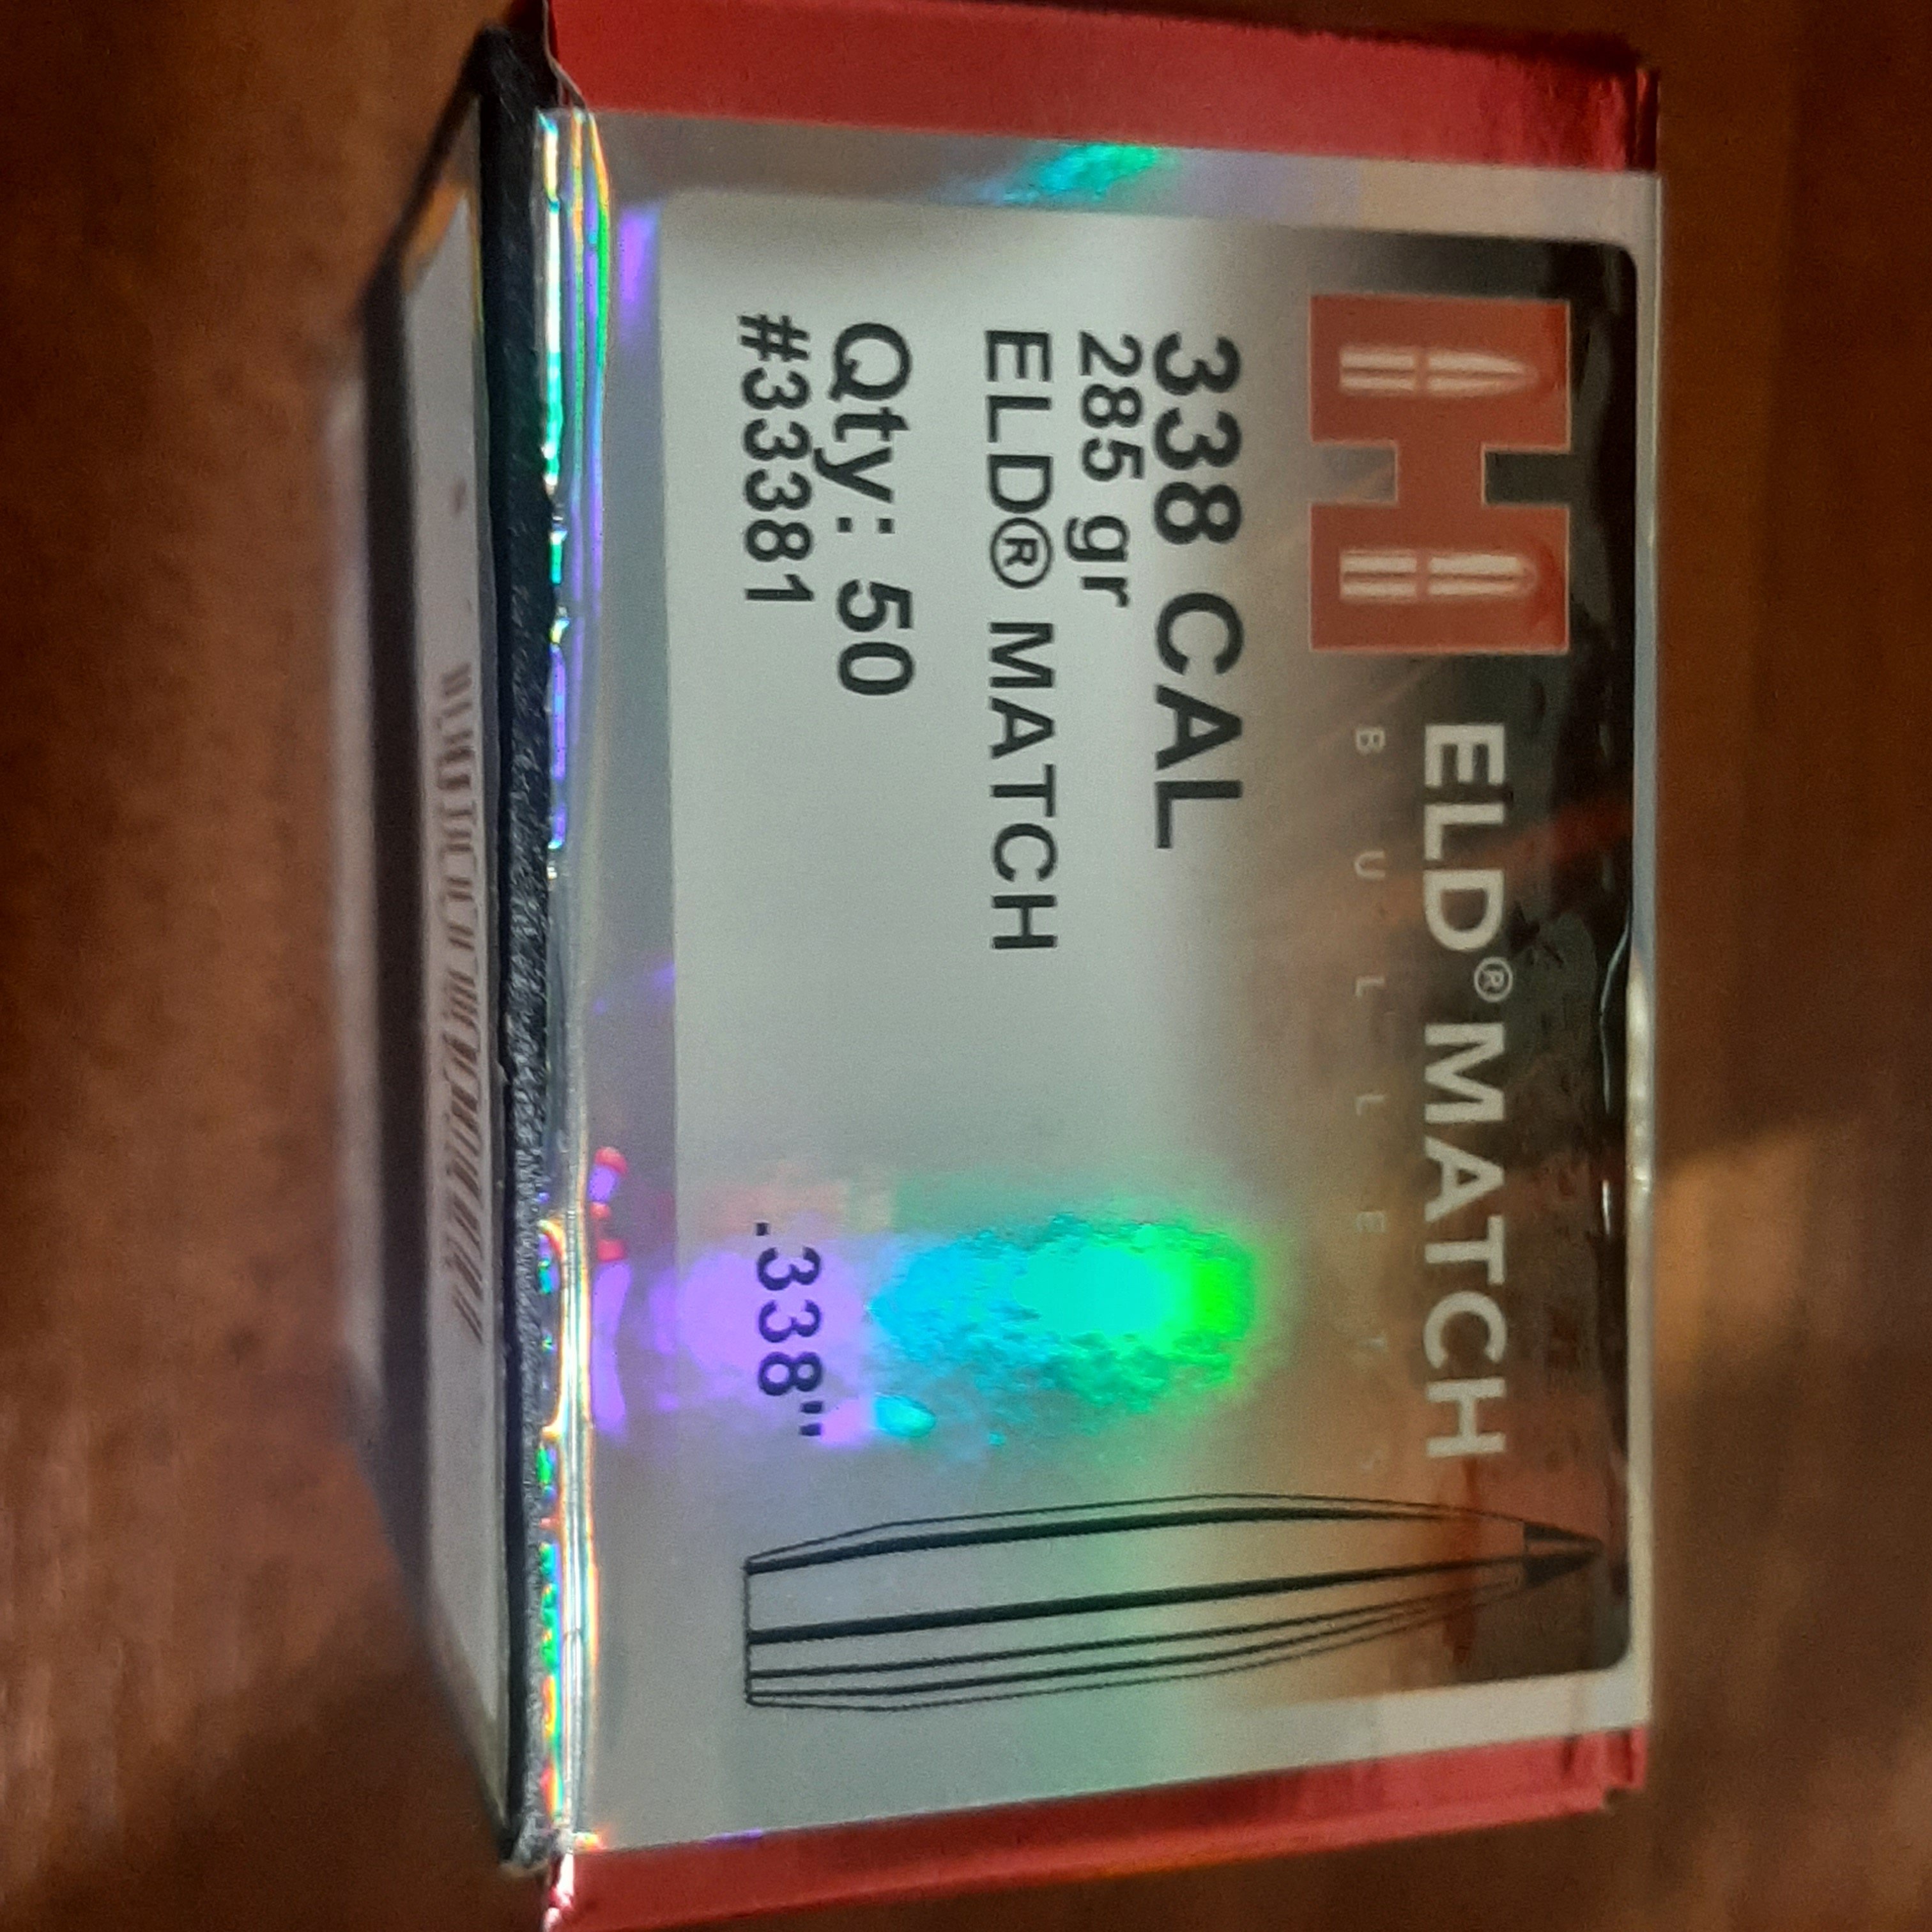 ELD® MATCH
BULLETS
338 CAL
285 gr
ELD® MATCH
Qty: 50
#33381
.338"